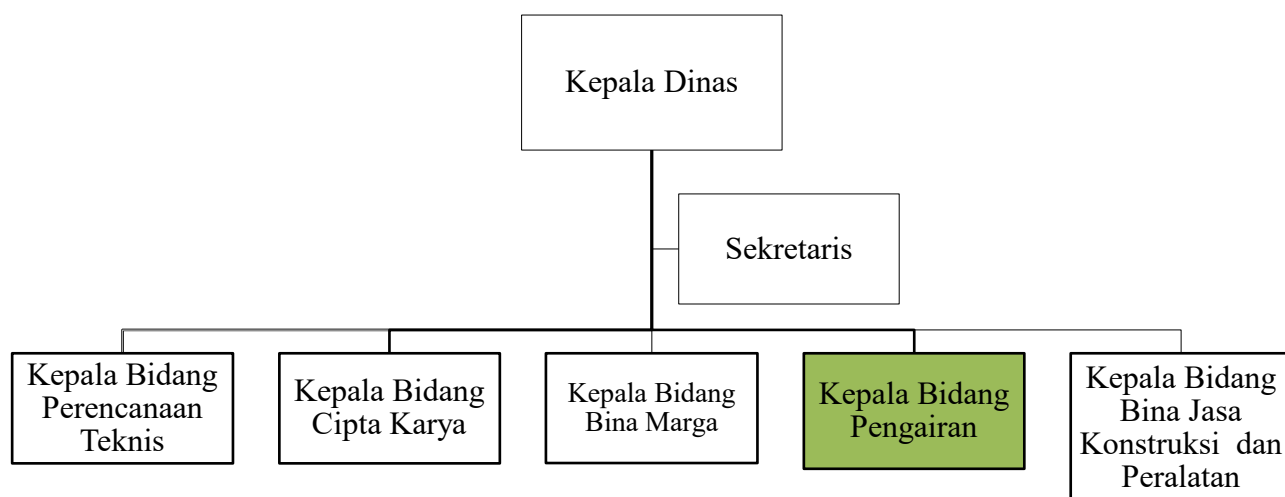 Kepala Dinas
Sekretaris
Kepala Bidang
Perencanaan
Teknis
Kepala Bidang
Cipta Karya
Kepala Bidang
Bina Marga
Kepala Bidang
Pengairan
Kepala Bidang
Bina Jasa
Konstruksi dan
Peralatan